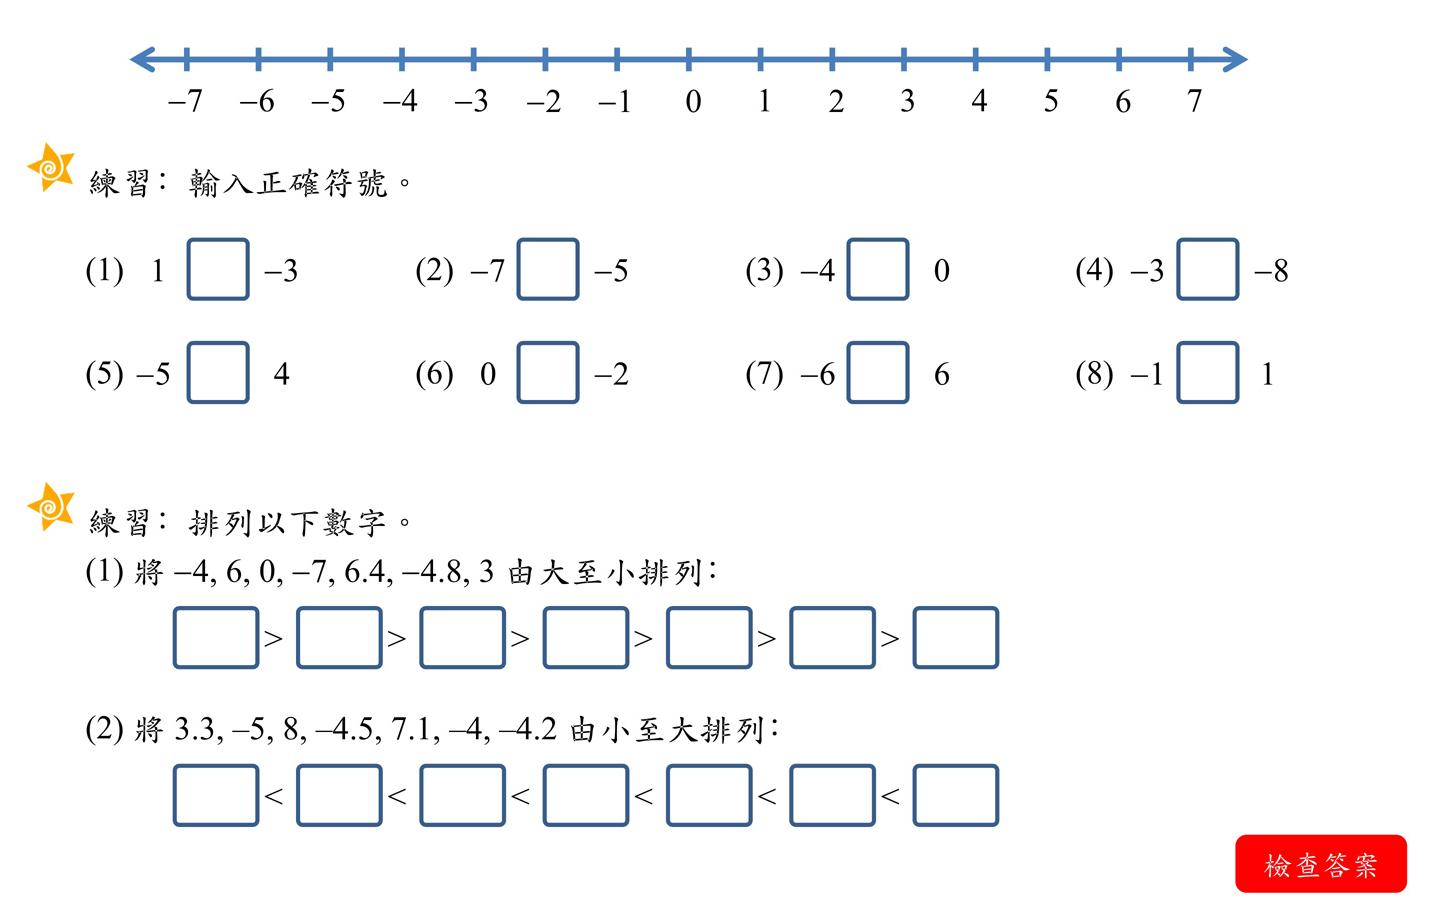 –7 –6 –5 –4 –3 –2 –1 0 1 2 3 4 5 6 7
練習：輸入正確符號。
(1) 1 –3 (2) –7 –5 (3) –4 0 (4) –3 –8
(5) –5 4 (6) 0 –2 (7) –6 6 (8) –1 1
練習：排列以下數字。
(1) 將 –4, 6, 0, –7, 6.4, –4.8, 3 由大至小排列：
> > > > > >
(2) 將 3.3, –5, 8, –4.5, 7.1, –4, –4.2 由小至大排列：
< < < < < <
檢查答案